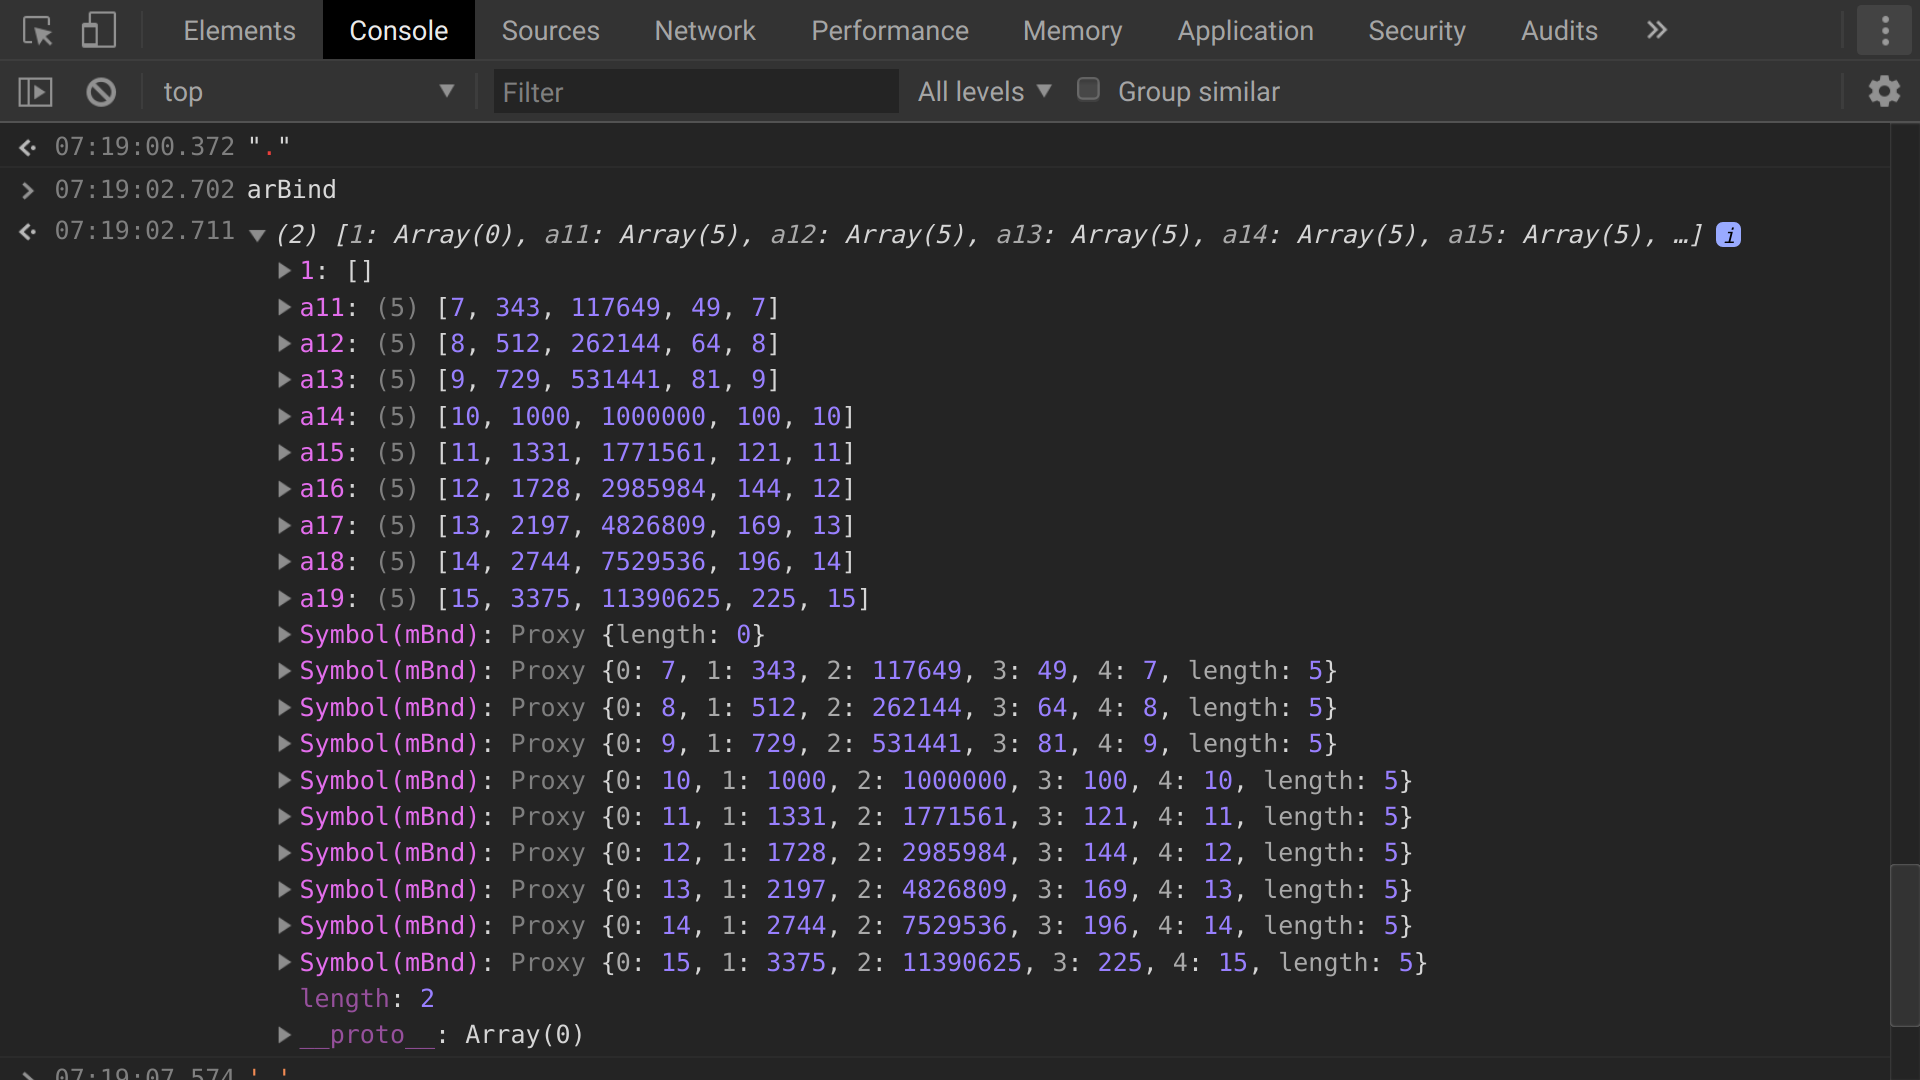 Elements Console Sources Network Performance Memory Application Security Audits »
top ▼ Filter All levels ▼ Group similar
07:19:00.372 "."
07:19:02.702 arBind
07:19:02.711 (2) [1: Array(0), a11: Array(5), a12: Array(5), a13: Array(5), a14: Array(5), a15: Array(5), …] i
1: []
a11: (5) [7, 343, 117649, 49, 7]
a12: (5) [8, 512, 262144, 64, 8]
a13: (5) [9, 729, 531441, 81, 9]
a14: (5) [10, 1000, 1000000, 100, 10]
a15: (5) [11, 1331, 1771561, 121, 11]
a16: (5) [12, 1728, 2985984, 144, 12]
a17: (5) [13, 2197, 4826809, 169, 13]
a18: (5) [14, 2744, 7529536, 196, 14]
a19: (5) [15, 3375, 11390625, 225, 15]
Symbol(mBnd): Proxy {length: 0}
Symbol(mBnd): Proxy {0: 7, 1: 343, 2: 117649, 3: 49, 4: 7, length: 5}
Symbol(mBnd): Proxy {0: 8, 1: 512, 2: 262144, 3: 64, 4: 8, length: 5}
Symbol(mBnd): Proxy {0: 9, 1: 729, 2: 531441, 3: 81, 4: 9, length: 5}
Symbol(mBnd): Proxy {0: 10, 1: 1000, 2: 1000000, 3: 100, 4: 10, length: 5}
Symbol(mBnd): Proxy {0: 11, 1: 1331, 2: 1771561, 3: 121, 4: 11, length: 5}
Symbol(mBnd): Proxy {0: 12, 1: 1728, 2: 2985984, 3: 144, 4: 12, length: 5}
Symbol(mBnd): Proxy {0: 13, 1: 2197, 2: 4826809, 3: 169, 4: 13, length: 5}
Symbol(mBnd): Proxy {0: 14, 1: 2744, 2: 7529536, 3: 196, 4: 14, length: 5}
Symbol(mBnd): Proxy {0: 15, 1: 3375, 2: 11390625, 3: 225, 4: 15, length: 5}
length: 2
__proto__: Array(0)
07:19:07.574